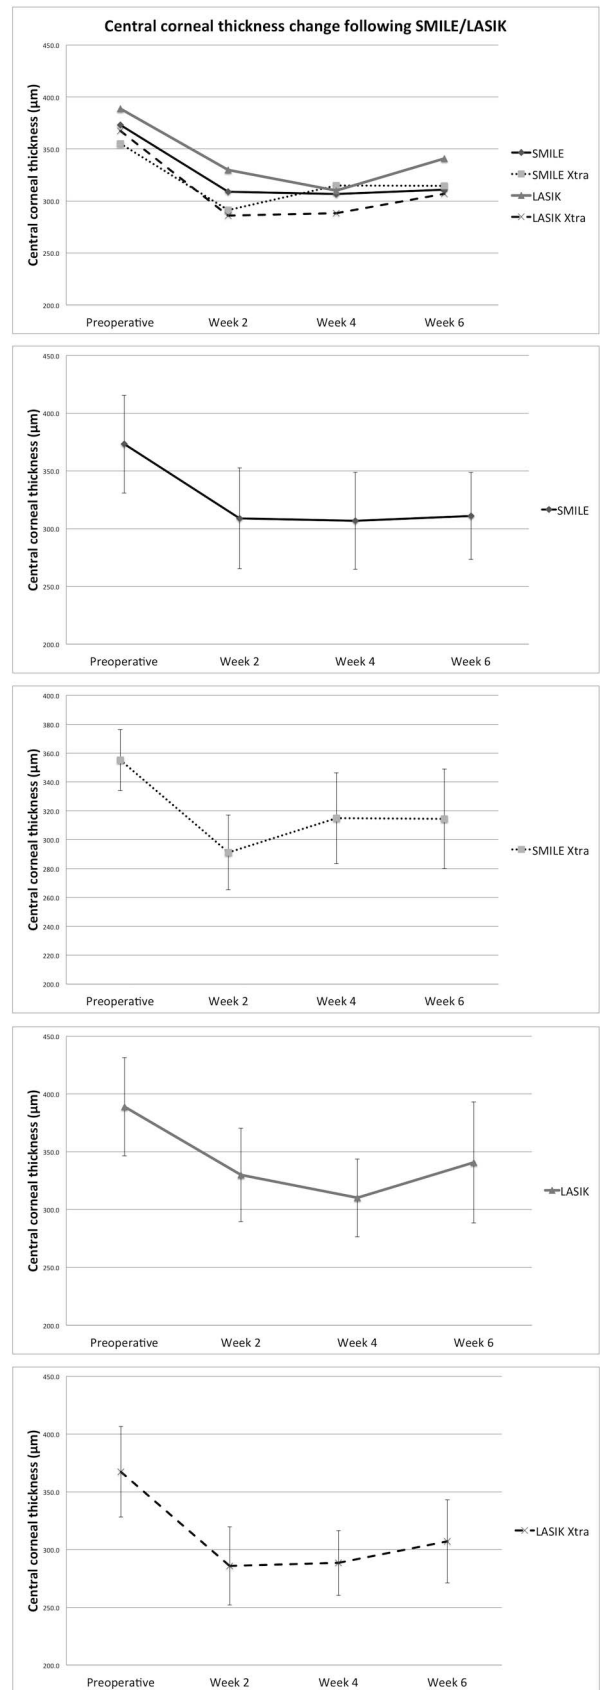 Central corneal thickness change following SMILE/LASIK
Central corneal thickness (µm)
450.0
400.0
350.0
300.0
250.0
200.0
Preoperative Week 2 Week 4 Week 6
SMILE
SMILE Xtra
LASIK
LASIK Xtra
Central corneal thickness (µm)
450.0
400.0
350.0
300.0
250.0
200.0
Preoperative Week 2 Week 4 Week 6
SMILE
Central corneal thickness (µm)
400.0
380.0
360.0
340.0
320.0
300.0
280.0
260.0
240.0
220.0
200.0
Preoperative Week 2 Week 4 Week 6
SMILE Xtra
Central corneal thickness (µm)
450.0
400.0
350.0
300.0
250.0
200.0
Preoperative Week 2 Week 4 Week 6
LASIK
Central corneal thickness (µm)
450.0
400.0
350.0
300.0
250.0
200.0
Preoperative Week 2 Week 4 Week 6
LASIK Xtra